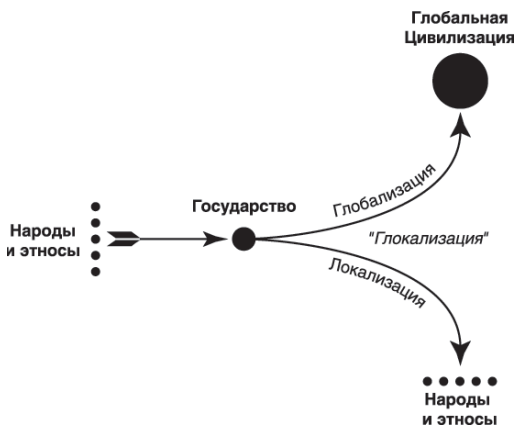 Глобальная
Цивилизация
Глобализация
Государство
Народы
и этносы
"Глокализация"
Локализация
Народы
и этносы